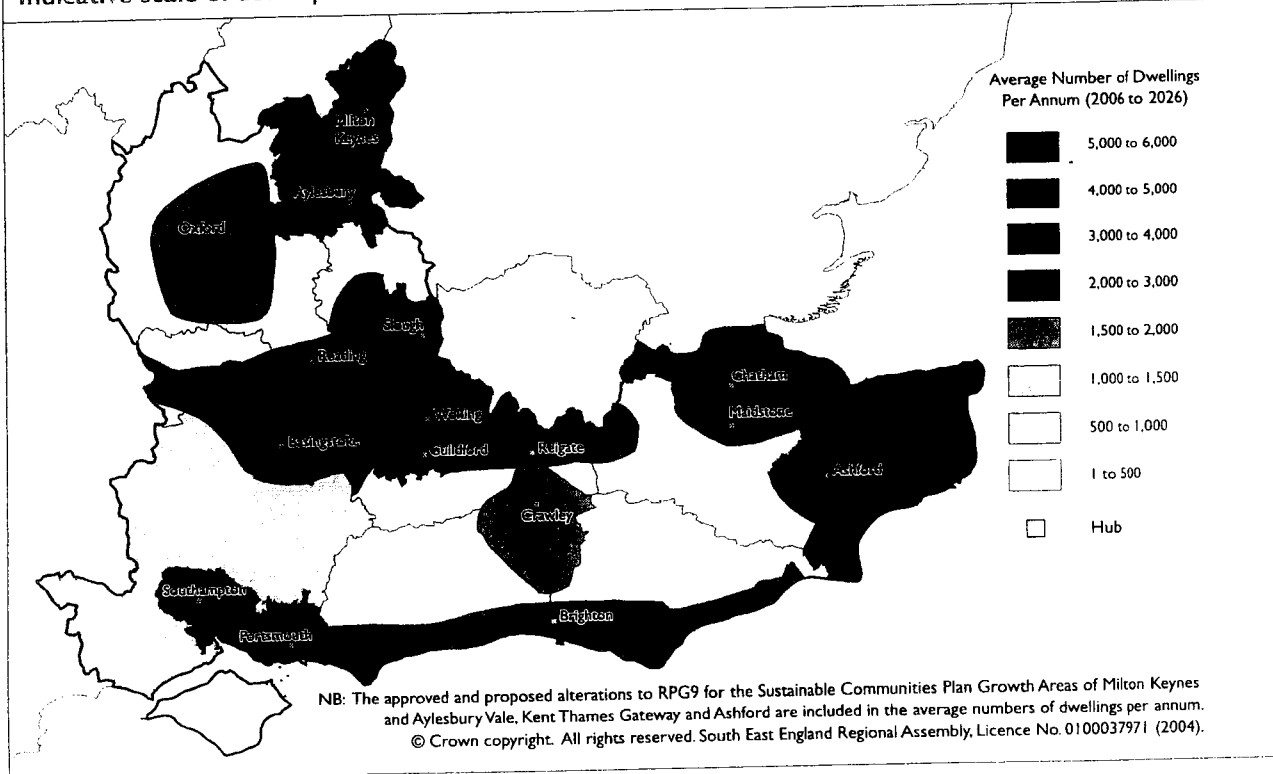 Milton
Keynes
Aylesbury
Oxford
Slough
Reading
Woking
Basingstoke
Guildford
Reigate
Chatham
Maidstone
Ashford
Crawley
Southampton
Portsmouth
Brighton
Average Number of Dwellings
Per Annum (2006 to 2026)
5,000 to 6,000
4,000 to 5,000
3,000 to 4,000
2,000 to 3,000
1,500 to 2,000
1,000 to 1,500
500 to 1,000
1 to 500
Hub
NB: The approved and proposed alterations to RPG9 for the Sustainable Communities Plan Growth Areas of Milton Keynes
and Aylesbury Vale, Kent Thames Gateway and Ashford are included in the average numbers of dwellings per annum.
© Crown copyright. All rights reserved. South East England Regional Assembly, Licence No. 0100037971 (2004).